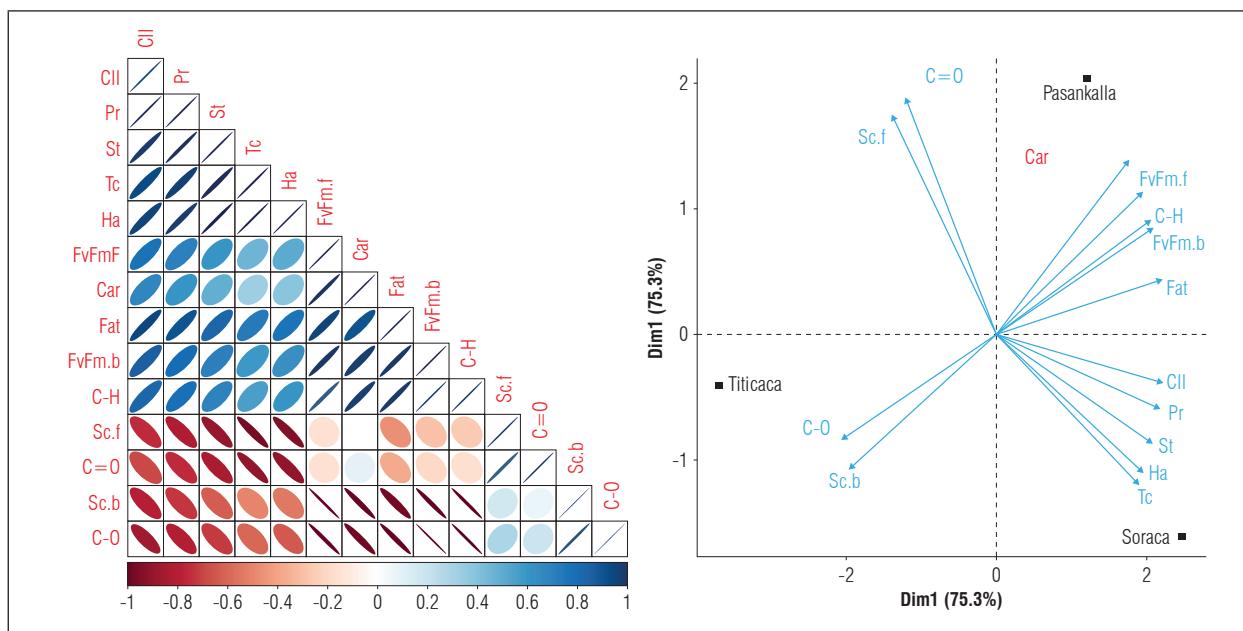 CII
CII
Pr
Pr
St
St
Tc
Tc
Ha
Ha
FvFm.f
FvFmF
Car
Car
Fat
Fat
FvFm.b
FvFm.b
C-H
C-H
Sc.f
Sc.f
C=O
C=O
Sc.b
Sc.b
C-O
C-O
-1 -0.8 -0.6 -0.4 -0.2 0 0.2 0.4 0.6 0.8 1
Dim1 (75.3%)
2
1
0
-1
C=O
Pasankalla
Sc.f
Car
FvFm.f
C-H
FvFm.b
Fat
Titicaca
CII
Pr
C-O
St
Sc.b
Ha
Tc
Soraca
-2 0 2
Dim1 (75.3%)